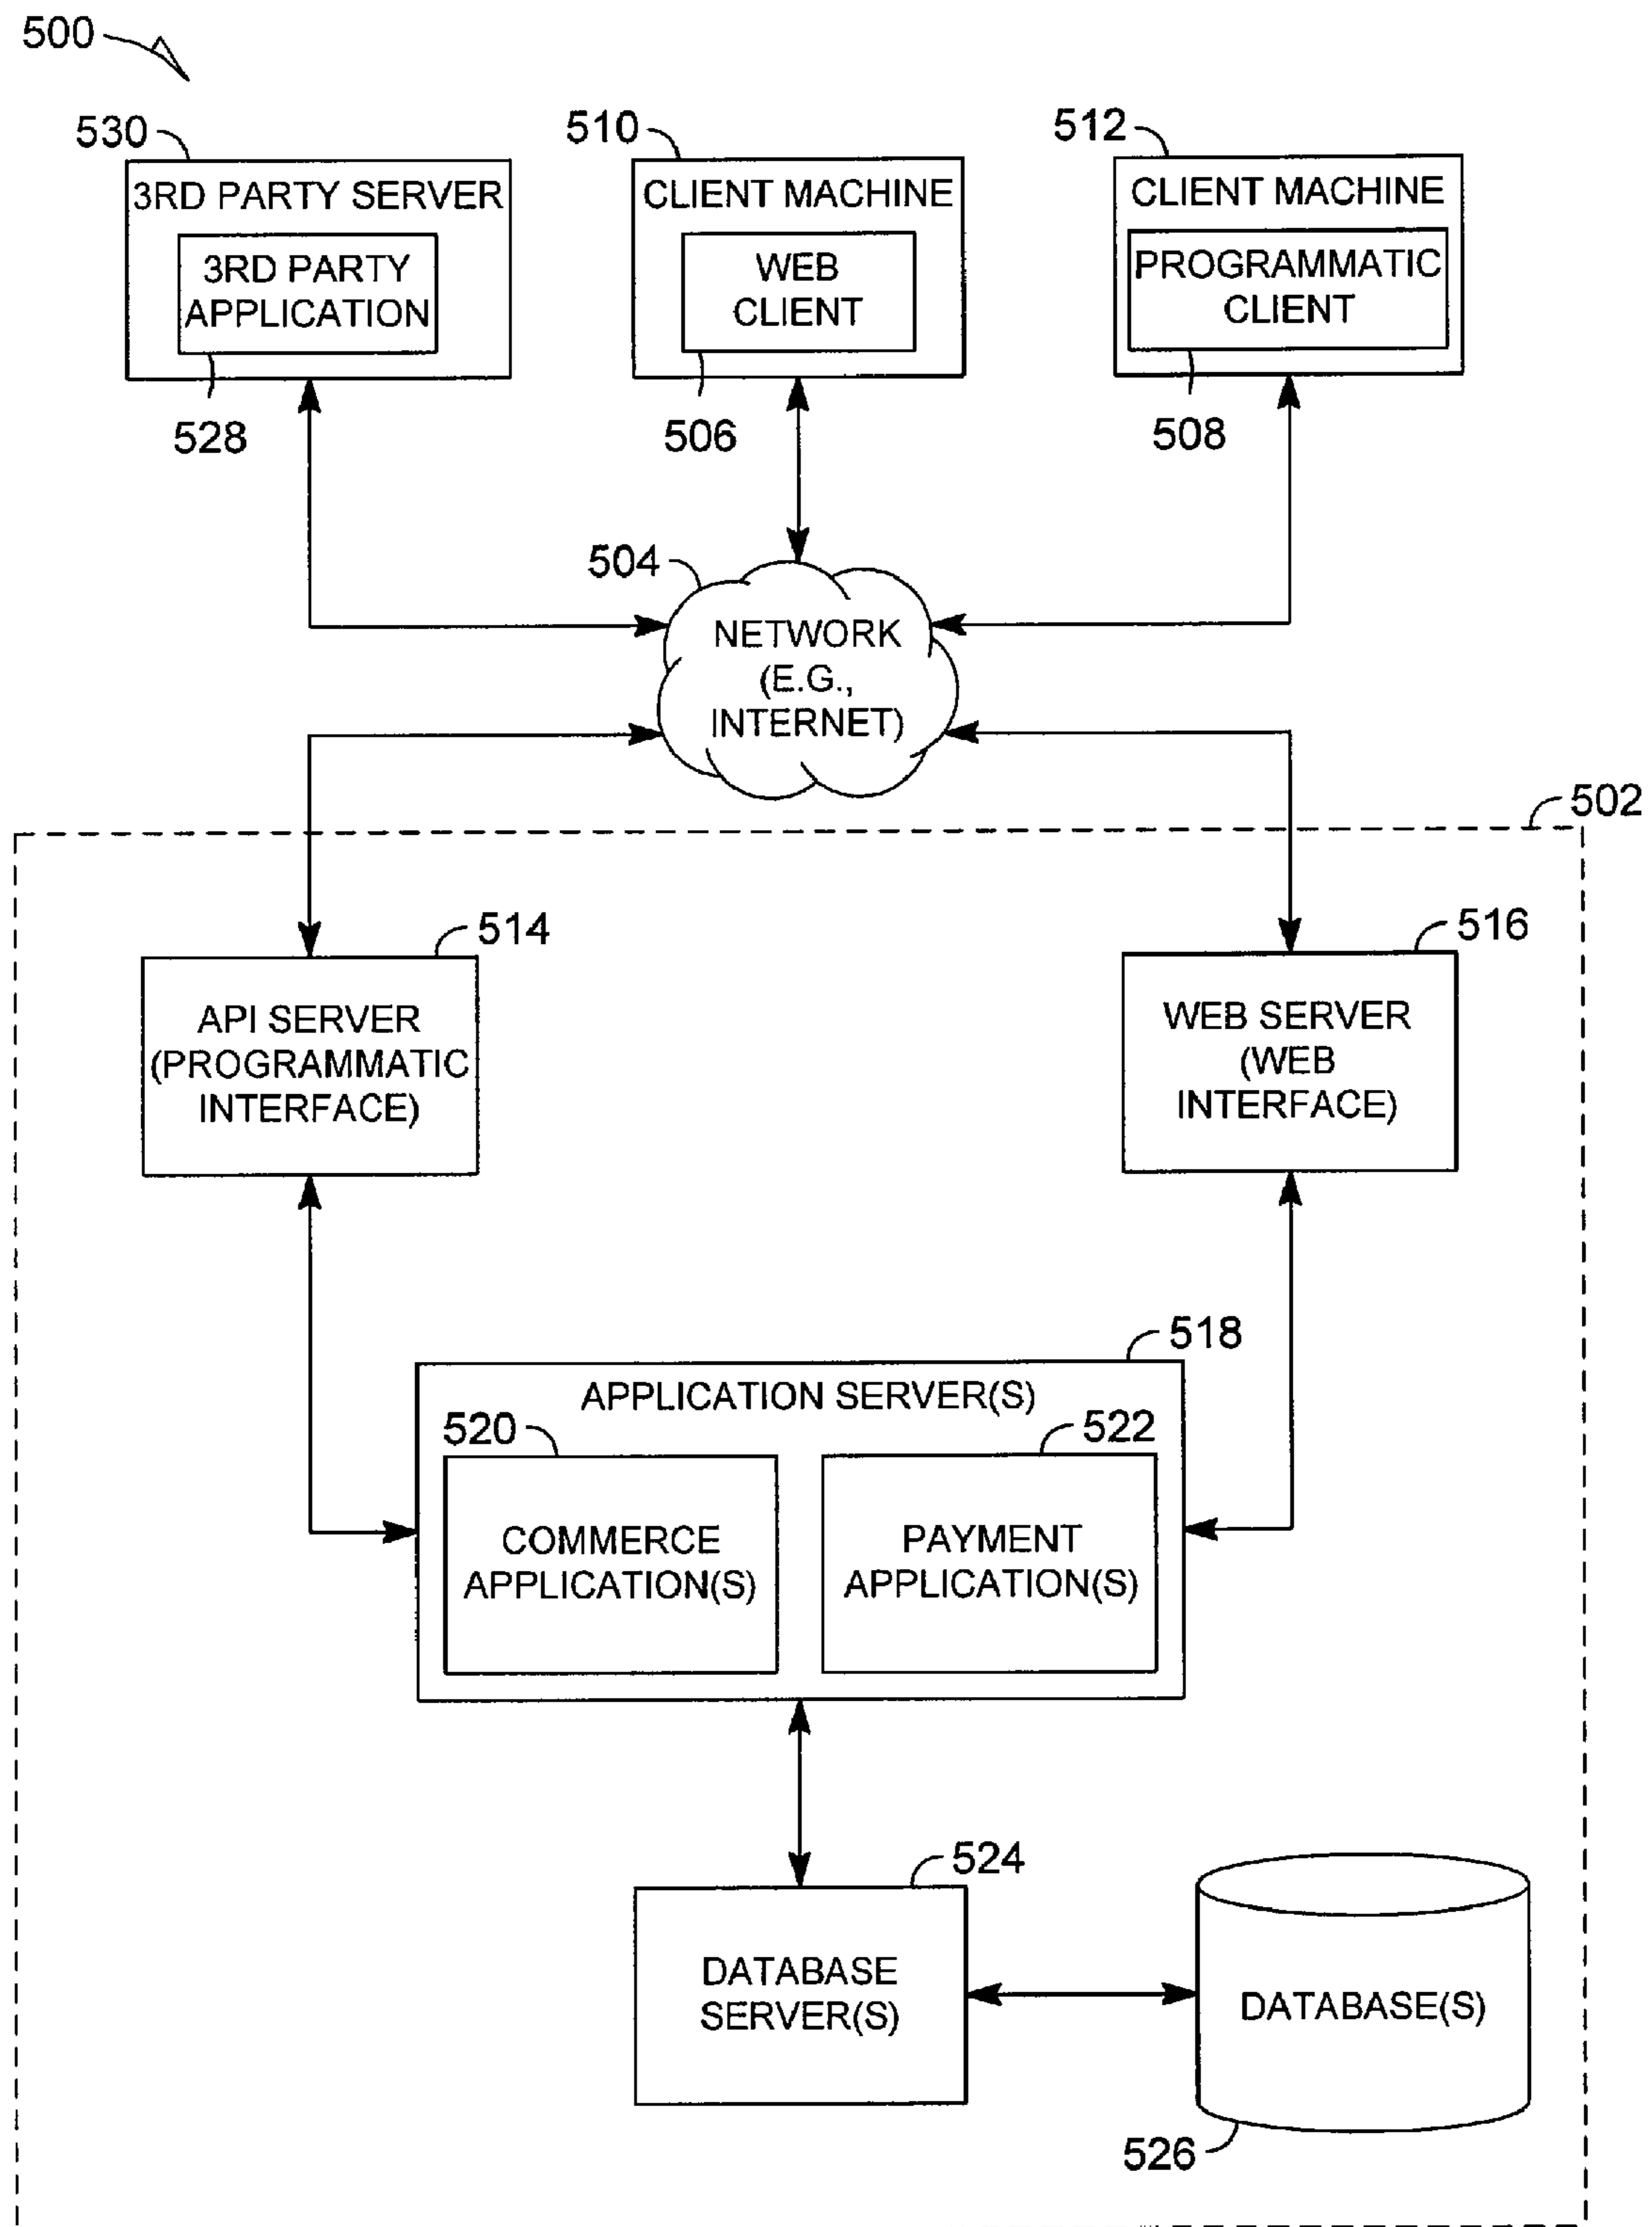 500
530
510
512
3RD PARTY SERVER
3RD PARTY
APPLICATION
528
CLIENT MACHINE
WEB
CLIENT
506
CLIENT MACHINE
PROGRAMMATIC
CLIENT
508
504
NETWORK
(E.G.,
INTERNET)
502
514
API SERVER
(PROGRAMMATIC
INTERFACE)
516
WEB SERVER
(WEB
INTERFACE)
518
APPLICATION SERVER(S)
520
COMMERCE
APPLICATION(S)
522
PAYMENT
APPLICATION(S)
524
DATABASE
SERVER(S)
DATABASE(S)
526